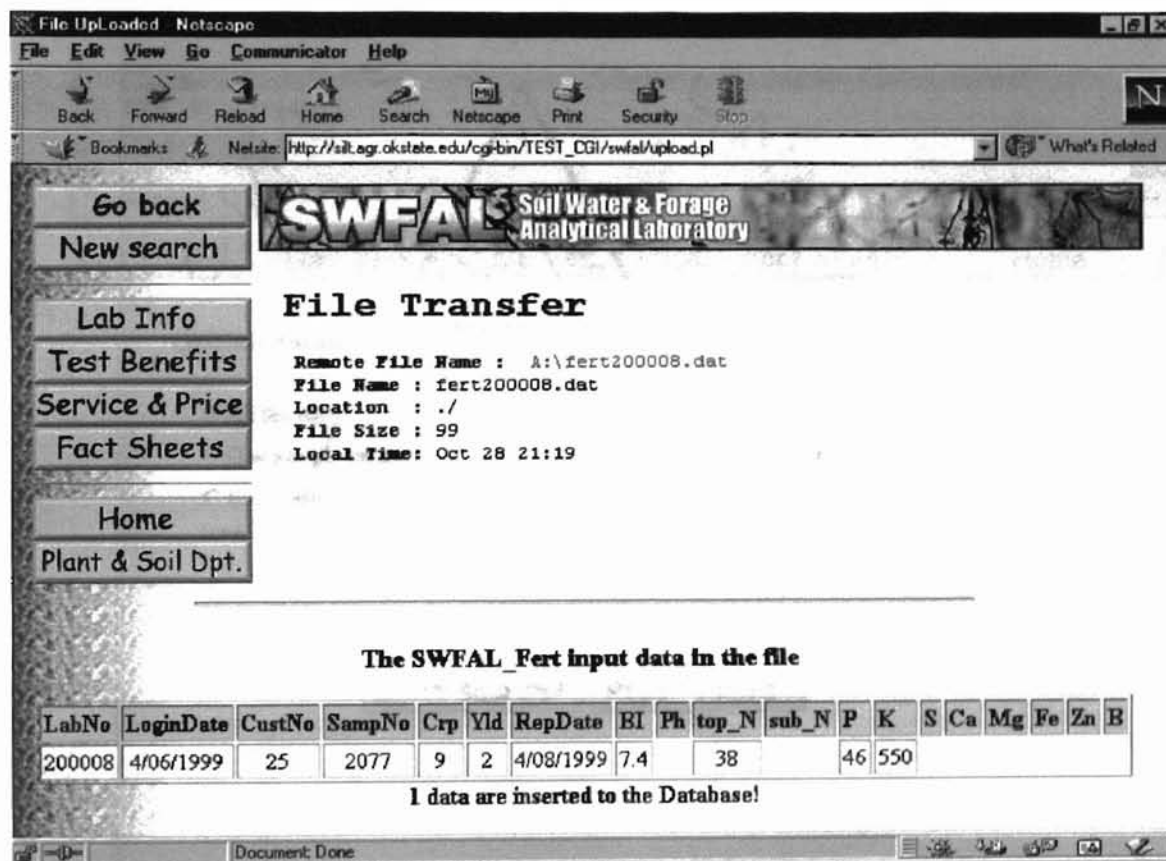 File UpLoaded - Netscape
File Edit View Go Communicator Help
Back Forward Reload Home Search Netscape Print Security Stop
Bookmarks Netsite: http://silt.agr.okstate.edu/cgi-bin/TEST_CGI/swfal/upload.pl What's Related
Go back
New search
Lab Info
Test Benefits
Service & Price
Fact Sheets
Home
Plant & Soil Dpt.
SWFAL Soil Water & Forage
Analytical Laboratory
File Transfer
Remote File Name : A:\fert200008.dat
File Name : fert200008.dat
Location : ./
File Size : 99
Local Time: Oct 28 21:19
The SWFAL_Fert input data in the file
LabNo LoginDate CustNo SampNo Crp Yld RepDate BI Ph top_N sub_N P K S Ca Mg Fe Zn B
200008 4/06/1999 25 2077 9 2 4/08/1999 7.4 38 46 550
1 data are inserted to the Database!
Document: Done